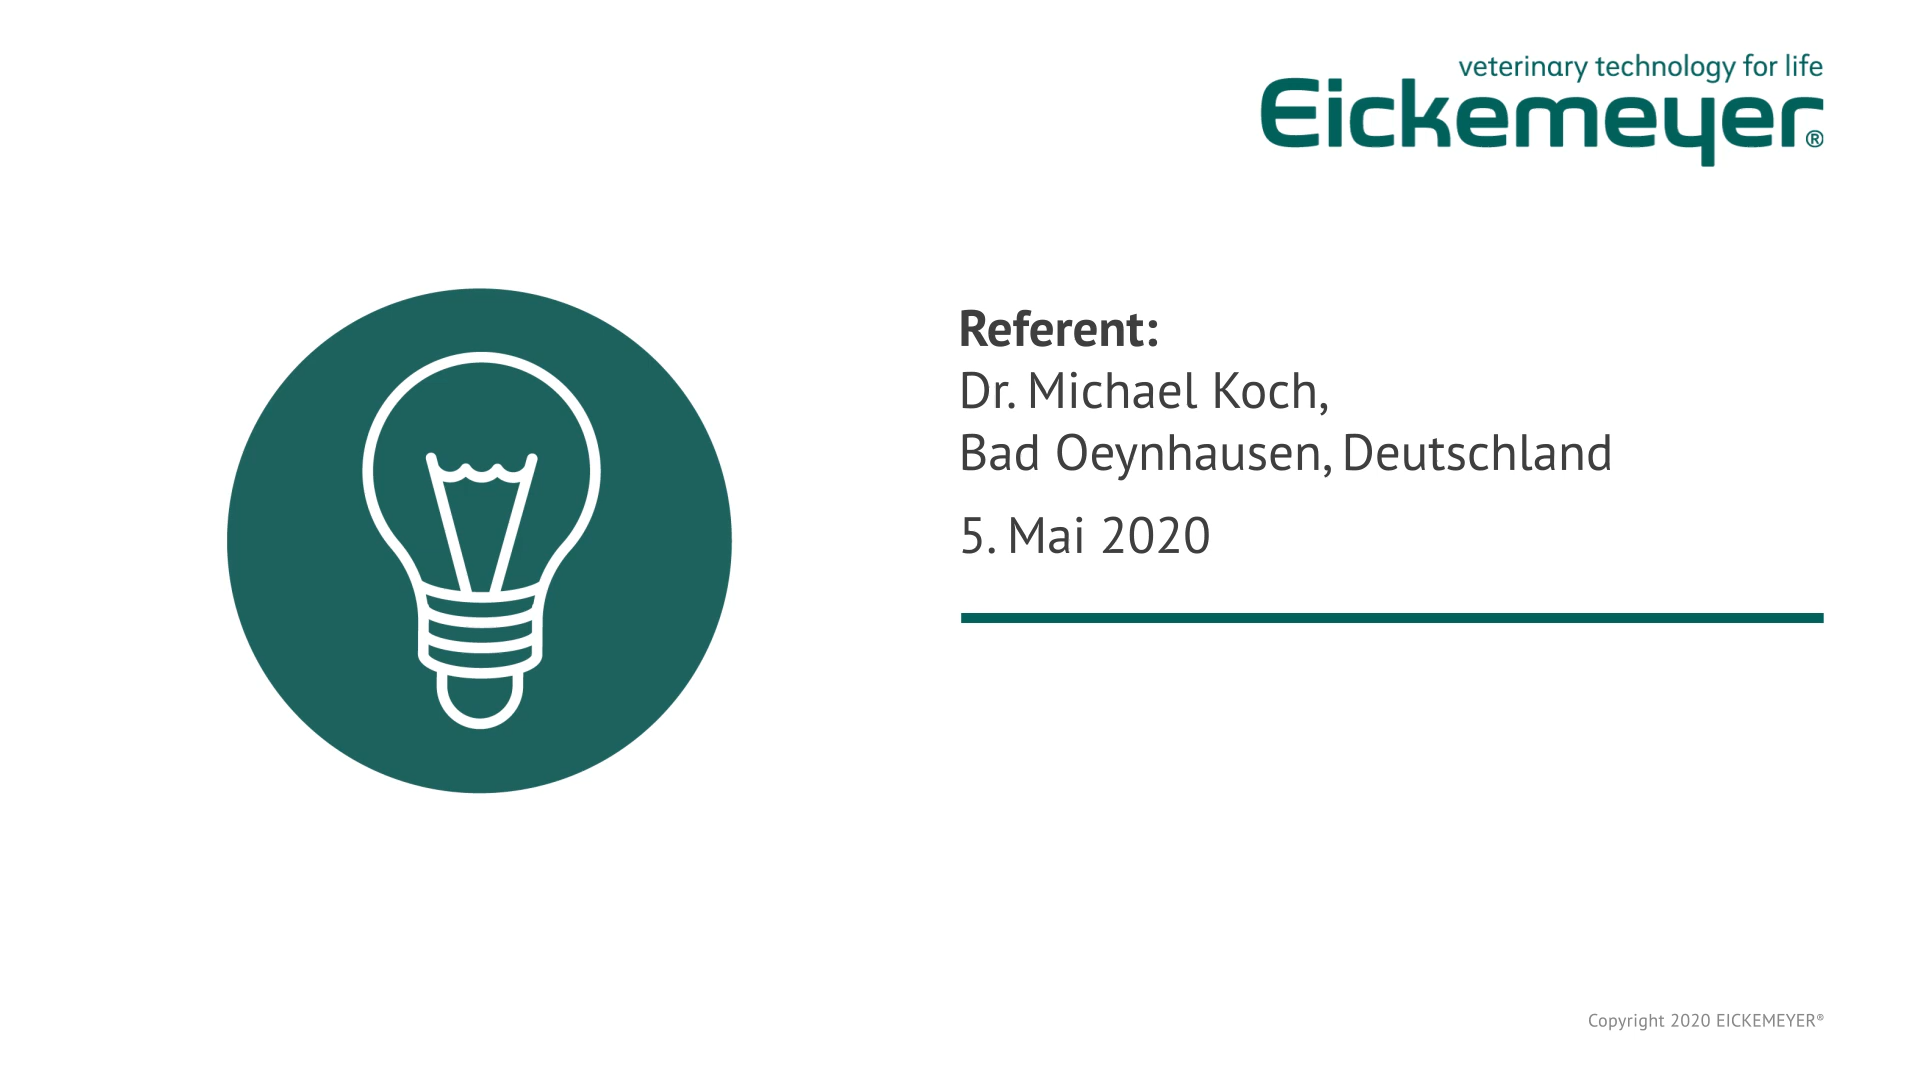 veterinary technology for life
Eickemeyer®
Referent:
Dr. Michael Koch,
Bad Oeynhausen, Deutschland
5. Mai 2020
Copyright 2020 EICKEMEYER®